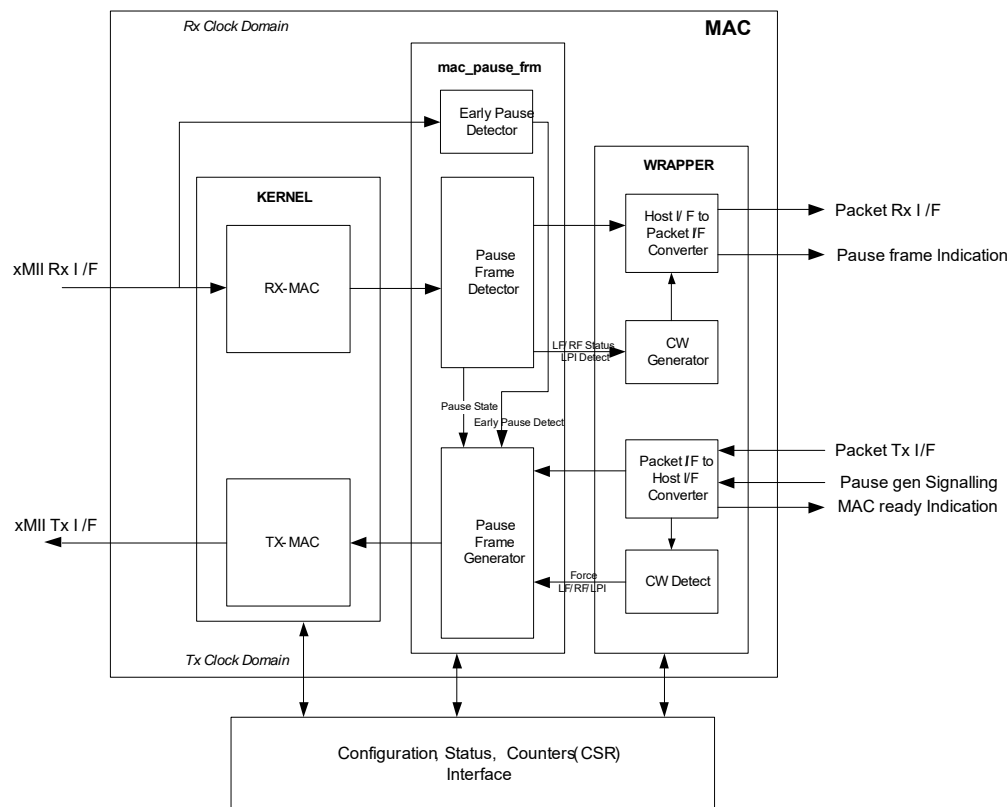 Rx Clock Domain
MAC
mac_pause_frm
Early Pause
Detector
WRAPPER
KERNEL
Host I/ F to
Packet I/F
Converter
Packet Rx I /F
Pause frame Indication
xMII Rx I /F
RX-MAC
Pause
Frame
Detector
LF/ RF Status
LPI Detect
CW
Generator
Pause State
Early Pause Detect
Packet I/F to
Host I/F
Converter
Packet Tx I/F
Pause gen Signalling
MAC ready Indication
xMII Tx I /F
TX-MAC
Pause
Frame
Generator
Force
LF/ RF/ LPI
CW Detect
Tx Clock Domain
Configuration, Status, Counters(CSR)
Interface